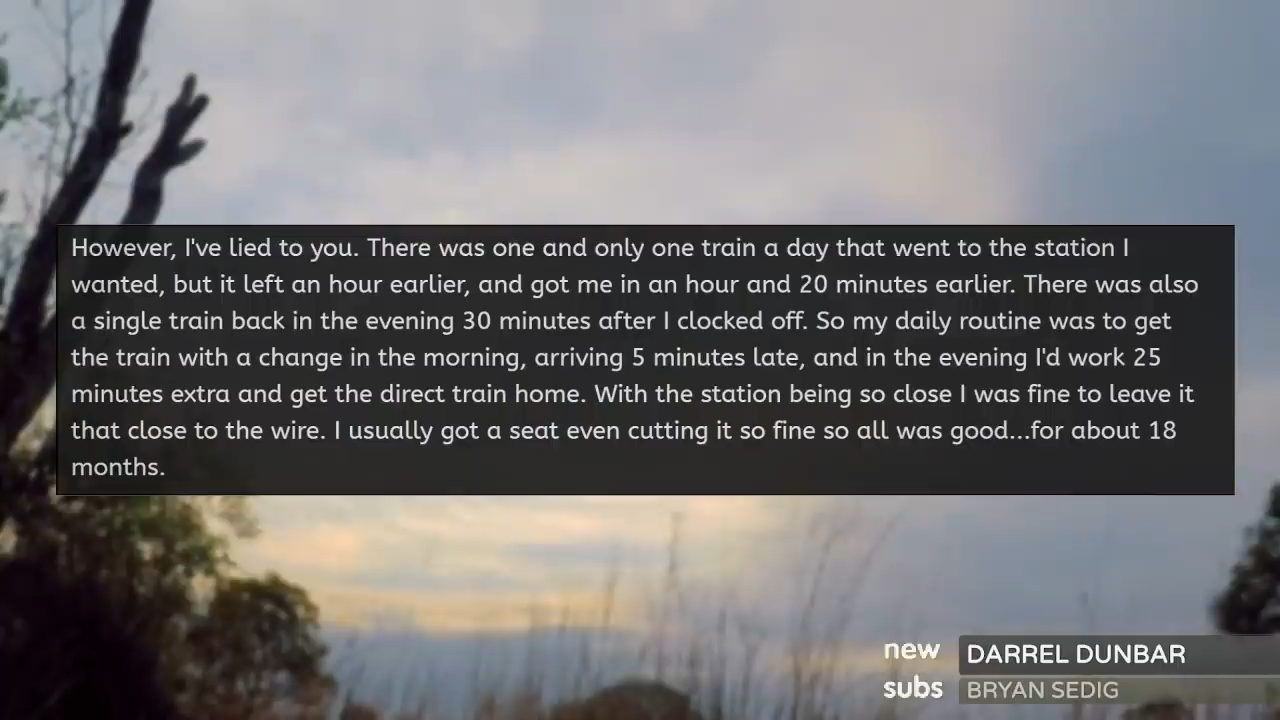 However, I've lied to you. There was one and only one train a day that went to the station I
wanted, but it left an hour earlier, and got me in an hour and 20 minutes earlier. There was also
a single train back in the evening 30 minutes after I clocked off. So my daily routine was to get
the train with a change in the morning, arriving 5 minutes late, and in the evening I'd work 25
minutes extra and get the direct train home. With the station being so close I was fine to leave it
that close to the wire. I usually got a seat even cutting it so fine so all was good...for about 18
months.
new DARREL DUNBAR
subs BRYAN SEDIG